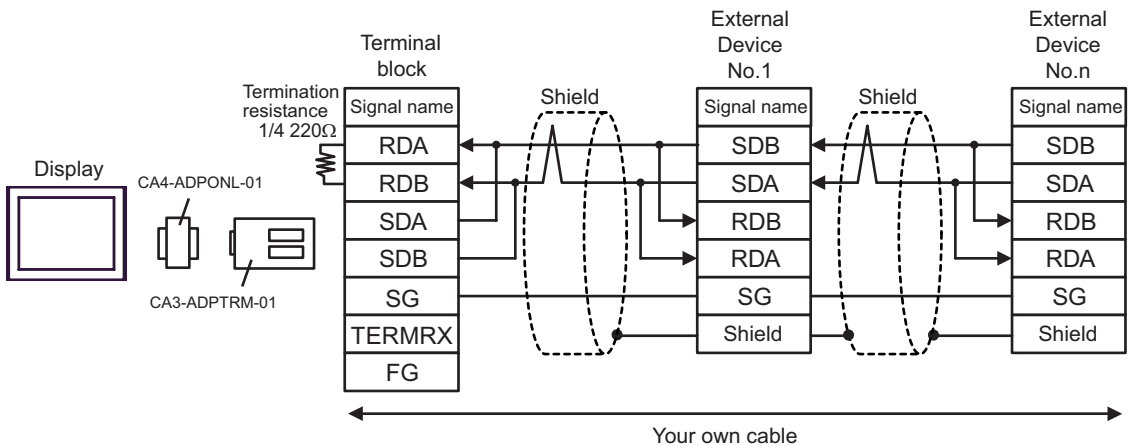 Display
CA4-ADPONL-01
CA3-ADPTRM-01
Termination
resistance
1/4 220Ω
Terminal
block
Signal name
RDA
RDB
SDA
SDB
SG
TERMRX
FG
Shield
External
Device
No.1
Signal name
SDB
SDA
RDB
RDA
SG
Shield
Shield
External
Device
No.n
Signal name
SDB
SDA
RDB
RDA
SG
Shield
Your own cable